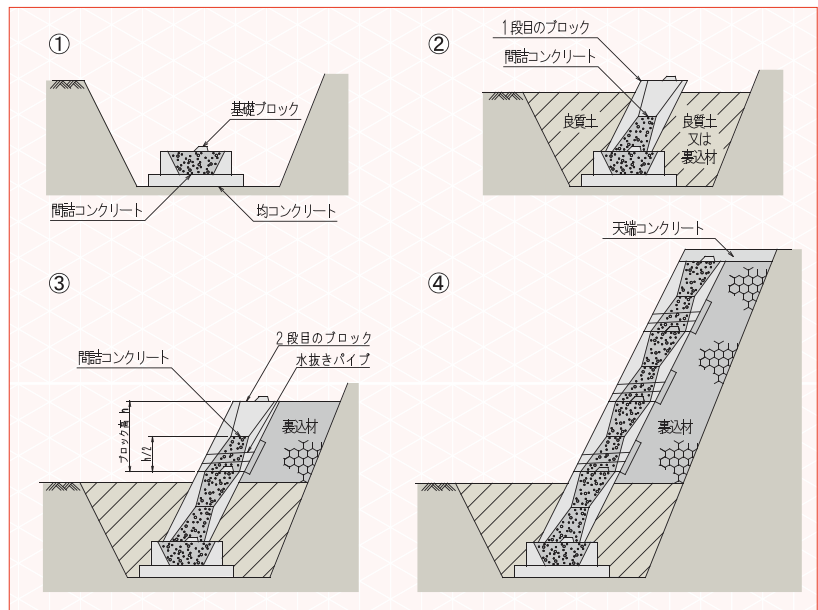 ①
基礎ブロック
間詰コンクリート
均コンクリート
②
1段目のブロック
間詰コンクリート
良質土
良質土
又は
裏込材
③
2段目のブロック
間詰コンクリート
水抜きパイプ
ブロック高 h
h/2
裏込材
④
天端コンクリート
裏込材